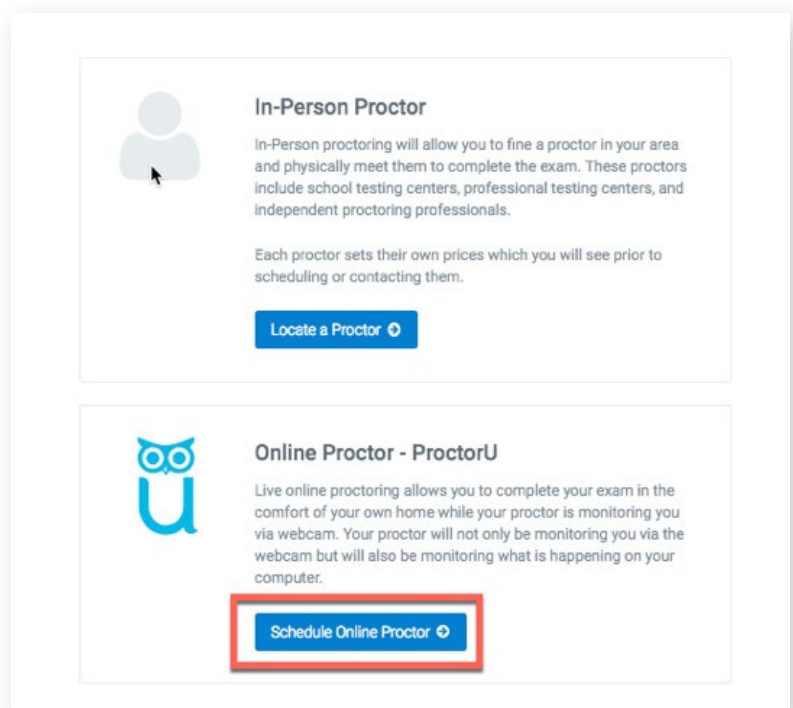 In-Person Proctor
In-Person proctoring will allow you to fine a proctor in your area
and physically meet them to complete the exam. These proctors
include school testing centers, professional testing centers, and
independent proctoring professionals.
Each proctor sets their own prices which you will see prior to
scheduling or contacting them.
Locate a Proctor
Online Proctor - ProctorU
Live online proctoring allows you to complete your exam in the
comfort of your own home while your proctor is monitoring you
via webcam. Your proctor will not only be monitoring you via the
webcam but will also be monitoring what is happening on your
computer.
Schedule Online Proctor